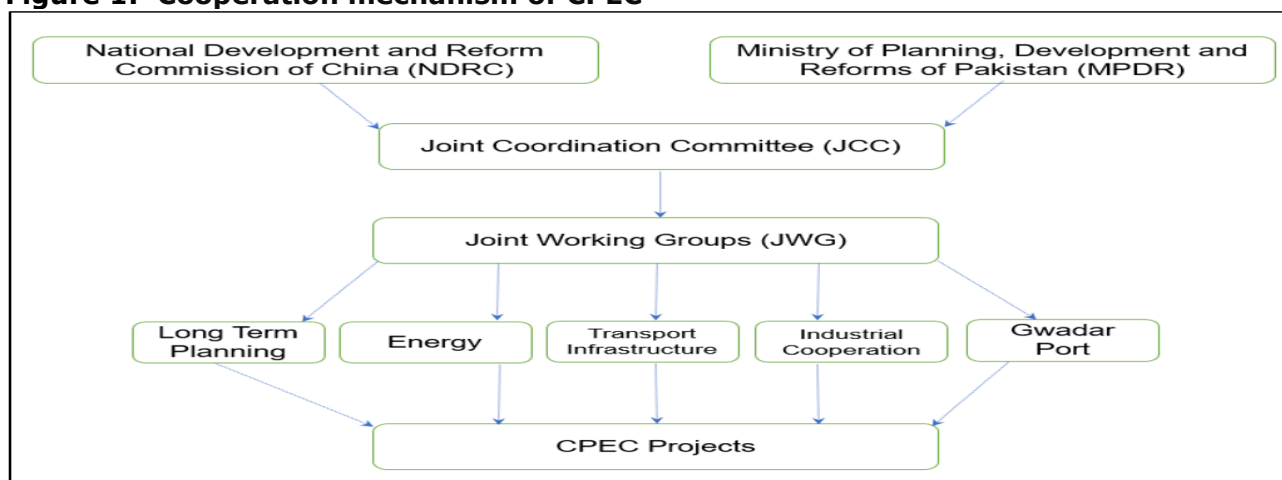 Figure 1: Cooperation mechanism of CPEC
National Development and Reform
Commission of China (NDRC)
Ministry of Planning, Development and
Reforms of Pakistan (MPDR)
Joint Coordination Committee (JCC)
Joint Working Groups (JWG)
Long Term
Planning
Energy
Transport
Infrastructure
Industrial
Cooperation
Gwadar
Port
CPEC Projects